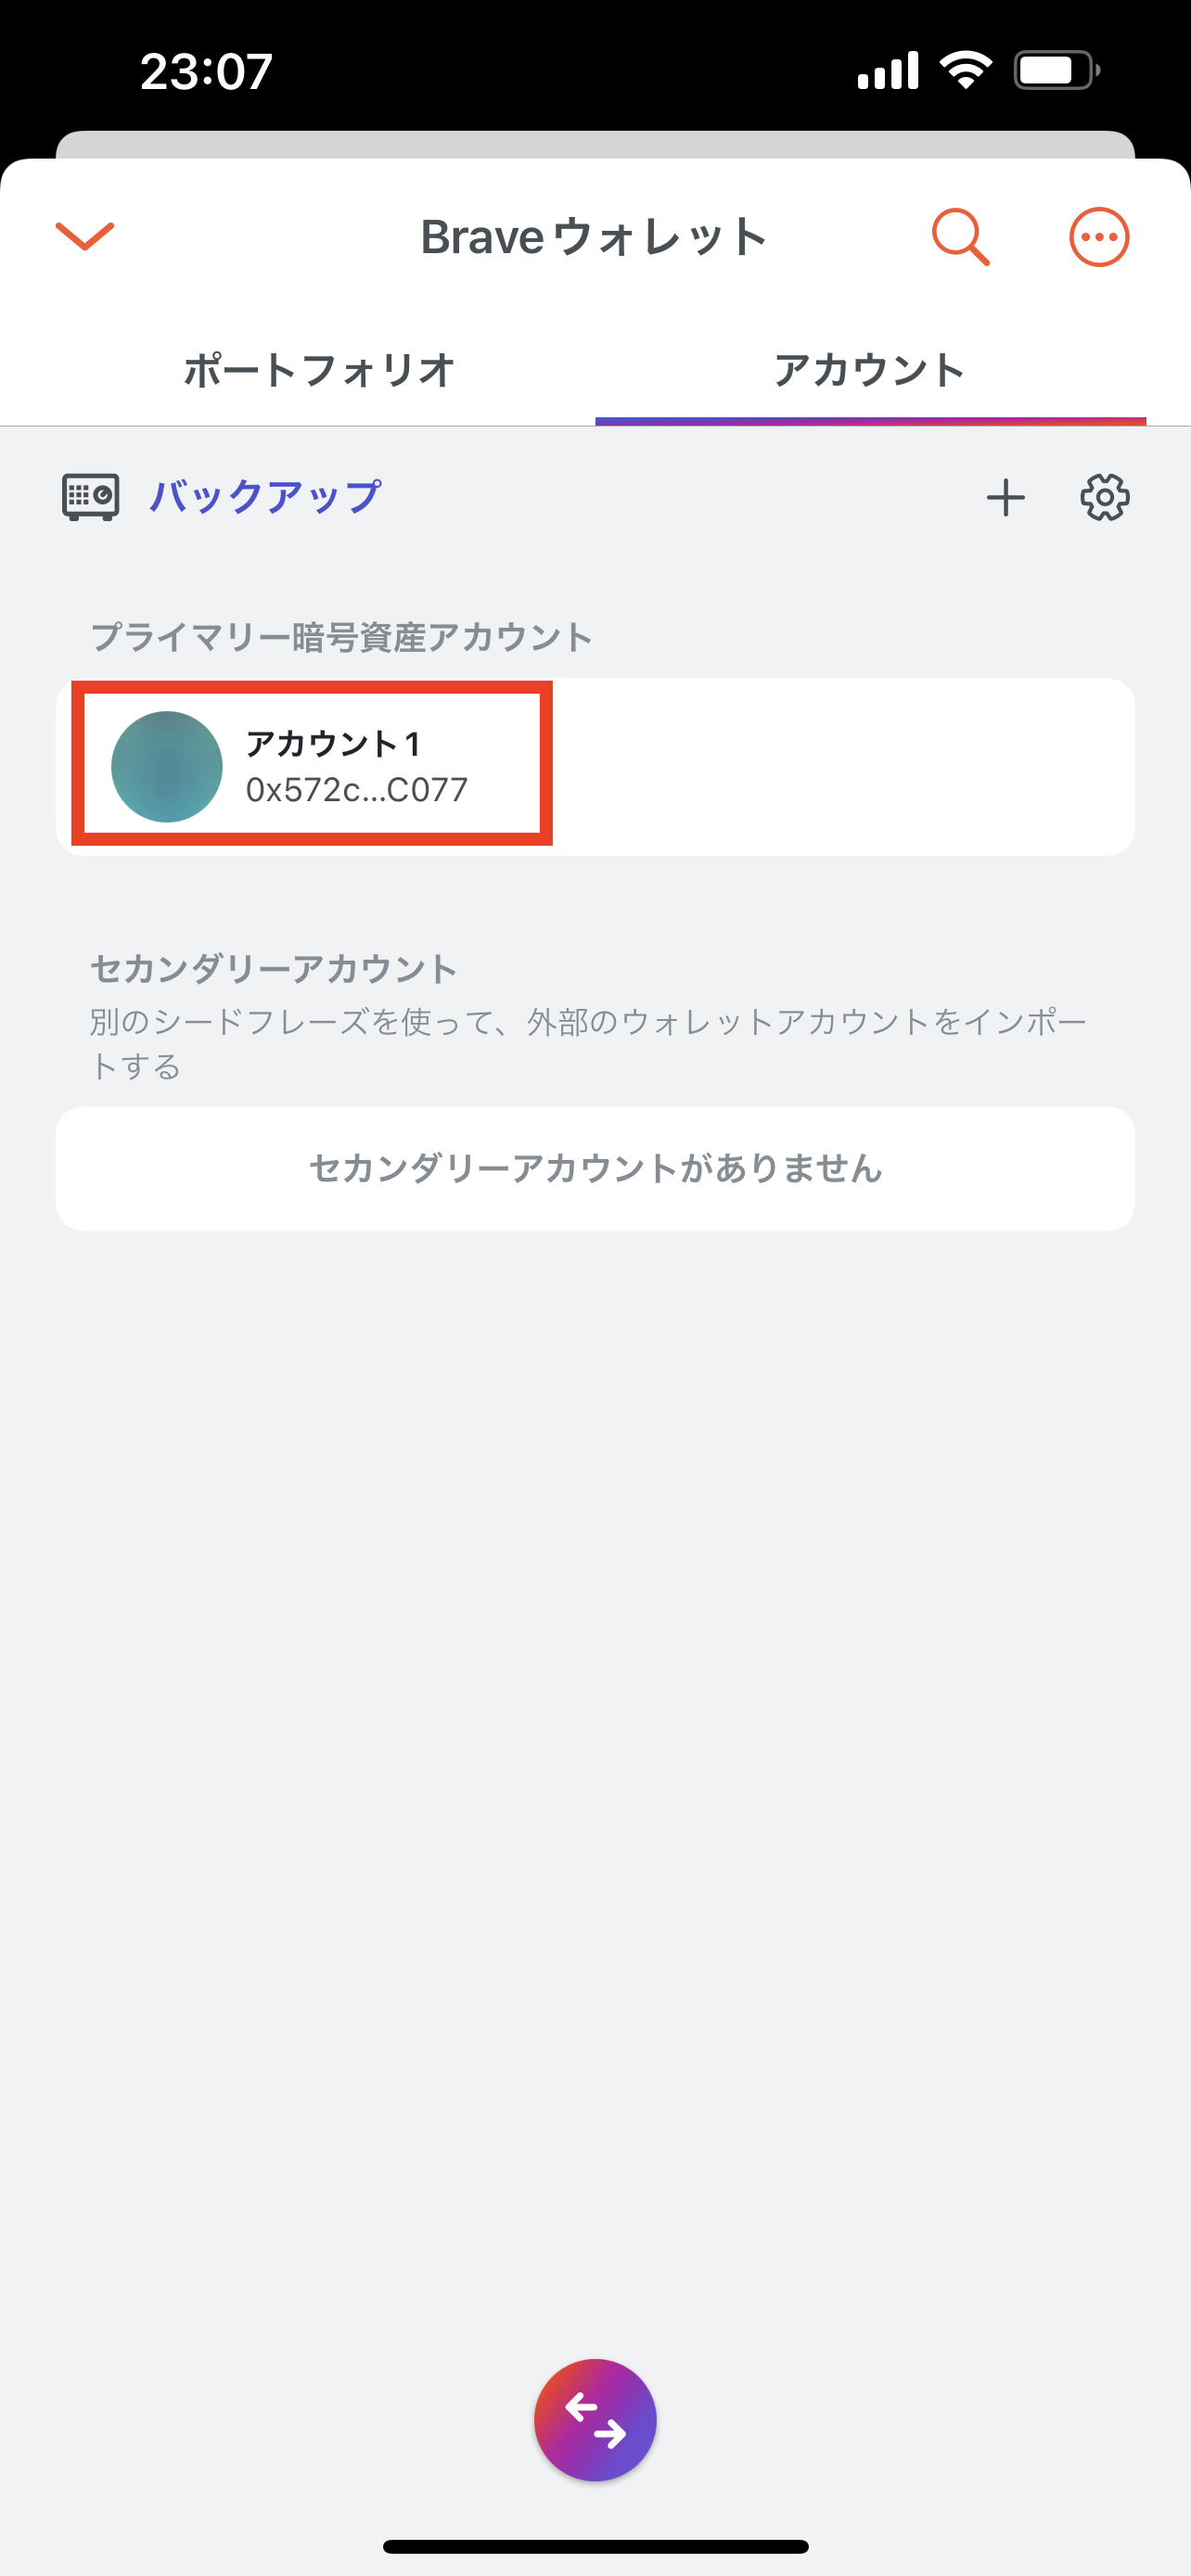 23:07
Brave ウォレット
ポートフォリオ
アカウント
バックアップ
プライマリー暗号資産アカウント
アカウント 1
0x572c...C077
セカンダリーアカウント
別のシードフレーズを使って、外部のウォレットアカウントをインポー
トする
セカンダリーアカウントがありません